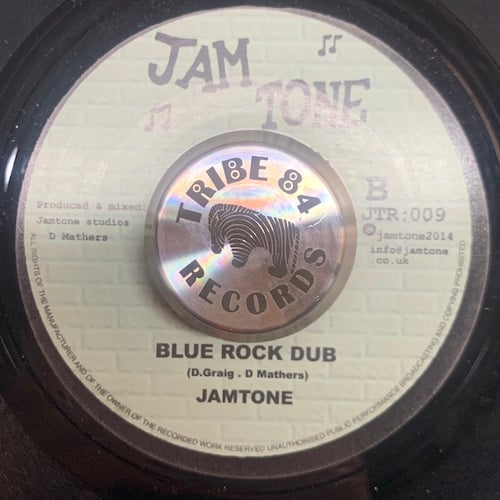 JAM
TONE
TRIBE 84
RECORDS
Produced & mixed:
Jamtone studios
D Mathers
B
JTR:009
©jamtone2014
info@jamtone
.co.uk
BLUE ROCK DUB
(D.Graig . D Mathers)
JAMTONE
ALL RIGHTS OF THE MANUFACTURER AND OF THE OWNER OF THE RECORDED WORK RESERVED UNAUTHORISED PUBLIC PERFORMANCE BROADCASTING AND COPYING PROHIBITED